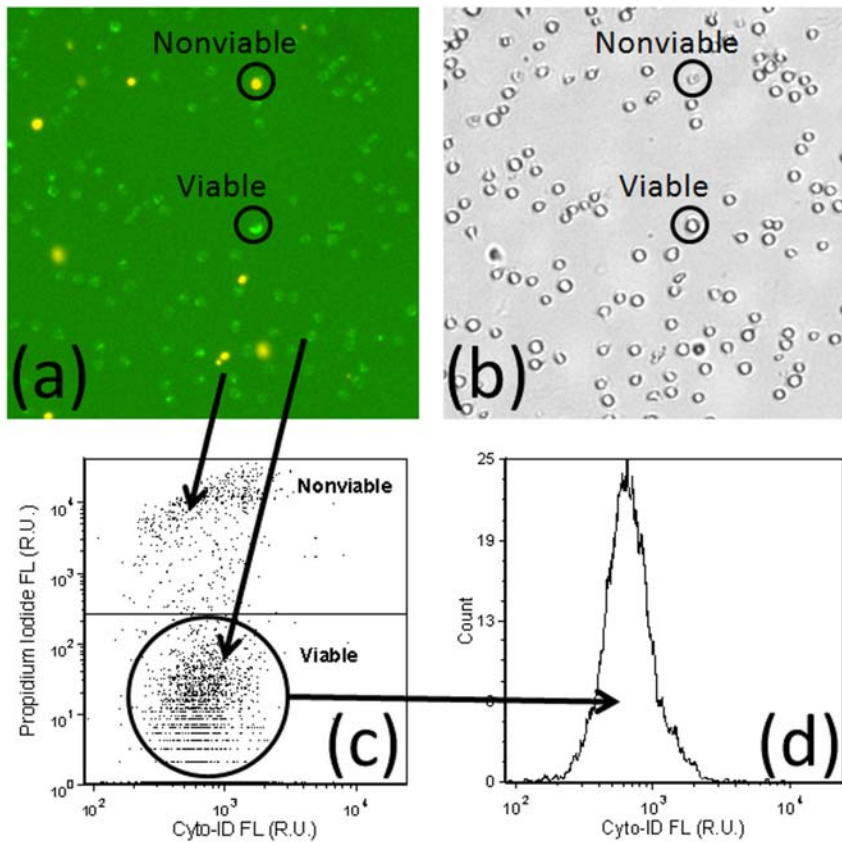 Nonviable
Viable
(a)
Nonviable
Viable
(b)
Nonviable
Viable
10⁴
10³
10²
10¹
10⁰
Propidium Iodide FL (R.U.)
10² 10³ 10⁴
Cyto-ID FL (R.U.)
(c)
25
19
13
6
0
Count
10² 10³ 10⁴
Cyto-ID FL (R.U.)
(d)